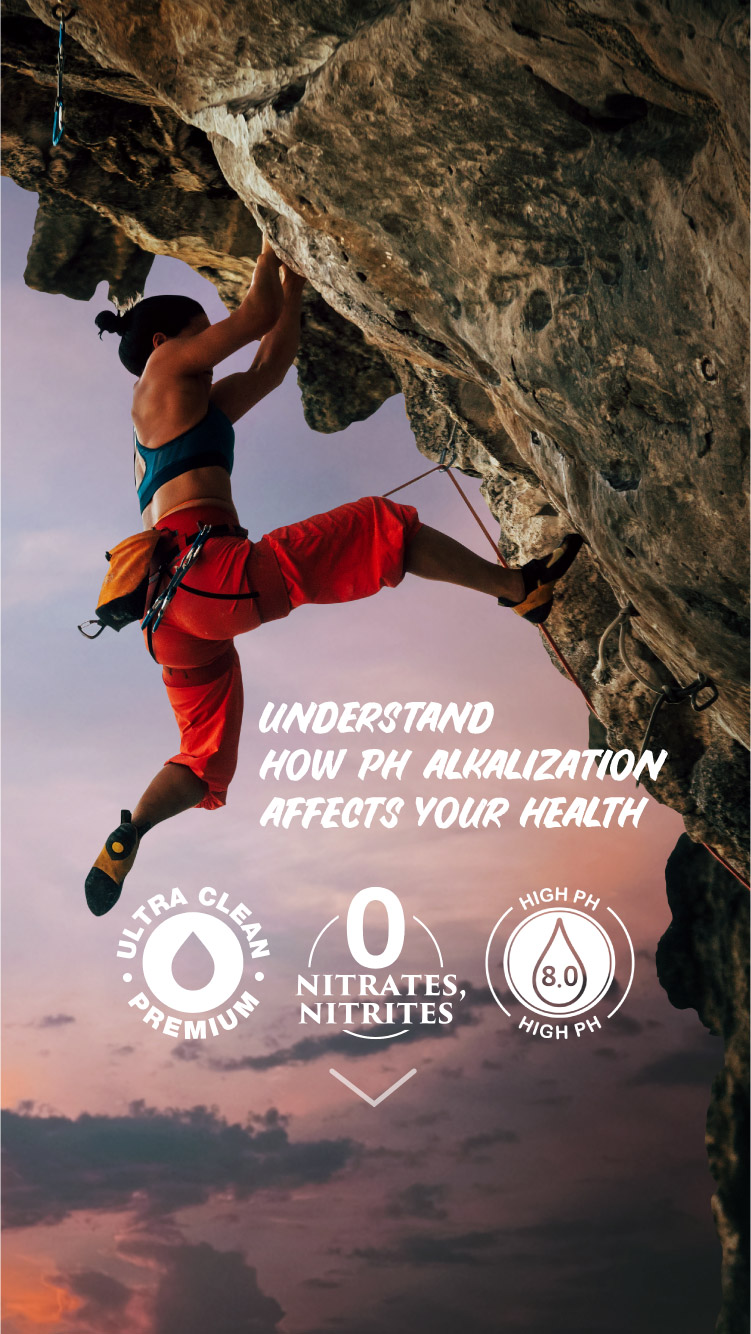 UNDERSTAND
HOW PH ALKALIZATION
AFFECTS YOUR HEALTH
ULTRA CLEAN
PREMIUM
0
NITRATES,
NITRITES
HIGH PH
8.0
HIGH PH